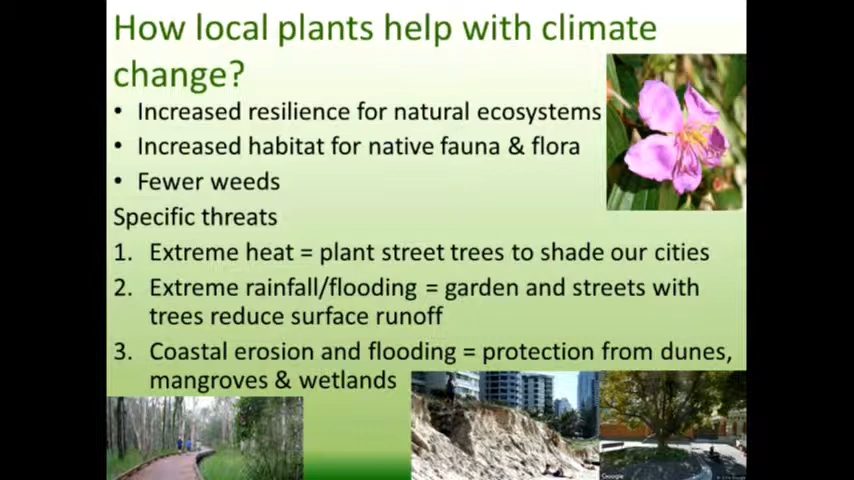 How local plants help with climate
change?
• Increased resilience for natural ecosystems
• Increased habitat for native fauna & flora
• Fewer weeds
Specific threats
1. Extreme heat = plant street trees to shade our cities
2. Extreme rainfall/flooding = garden and streets with
trees reduce surface runoff
3. Coastal erosion and flooding = protection from dunes,
mangroves & wetlands
Google